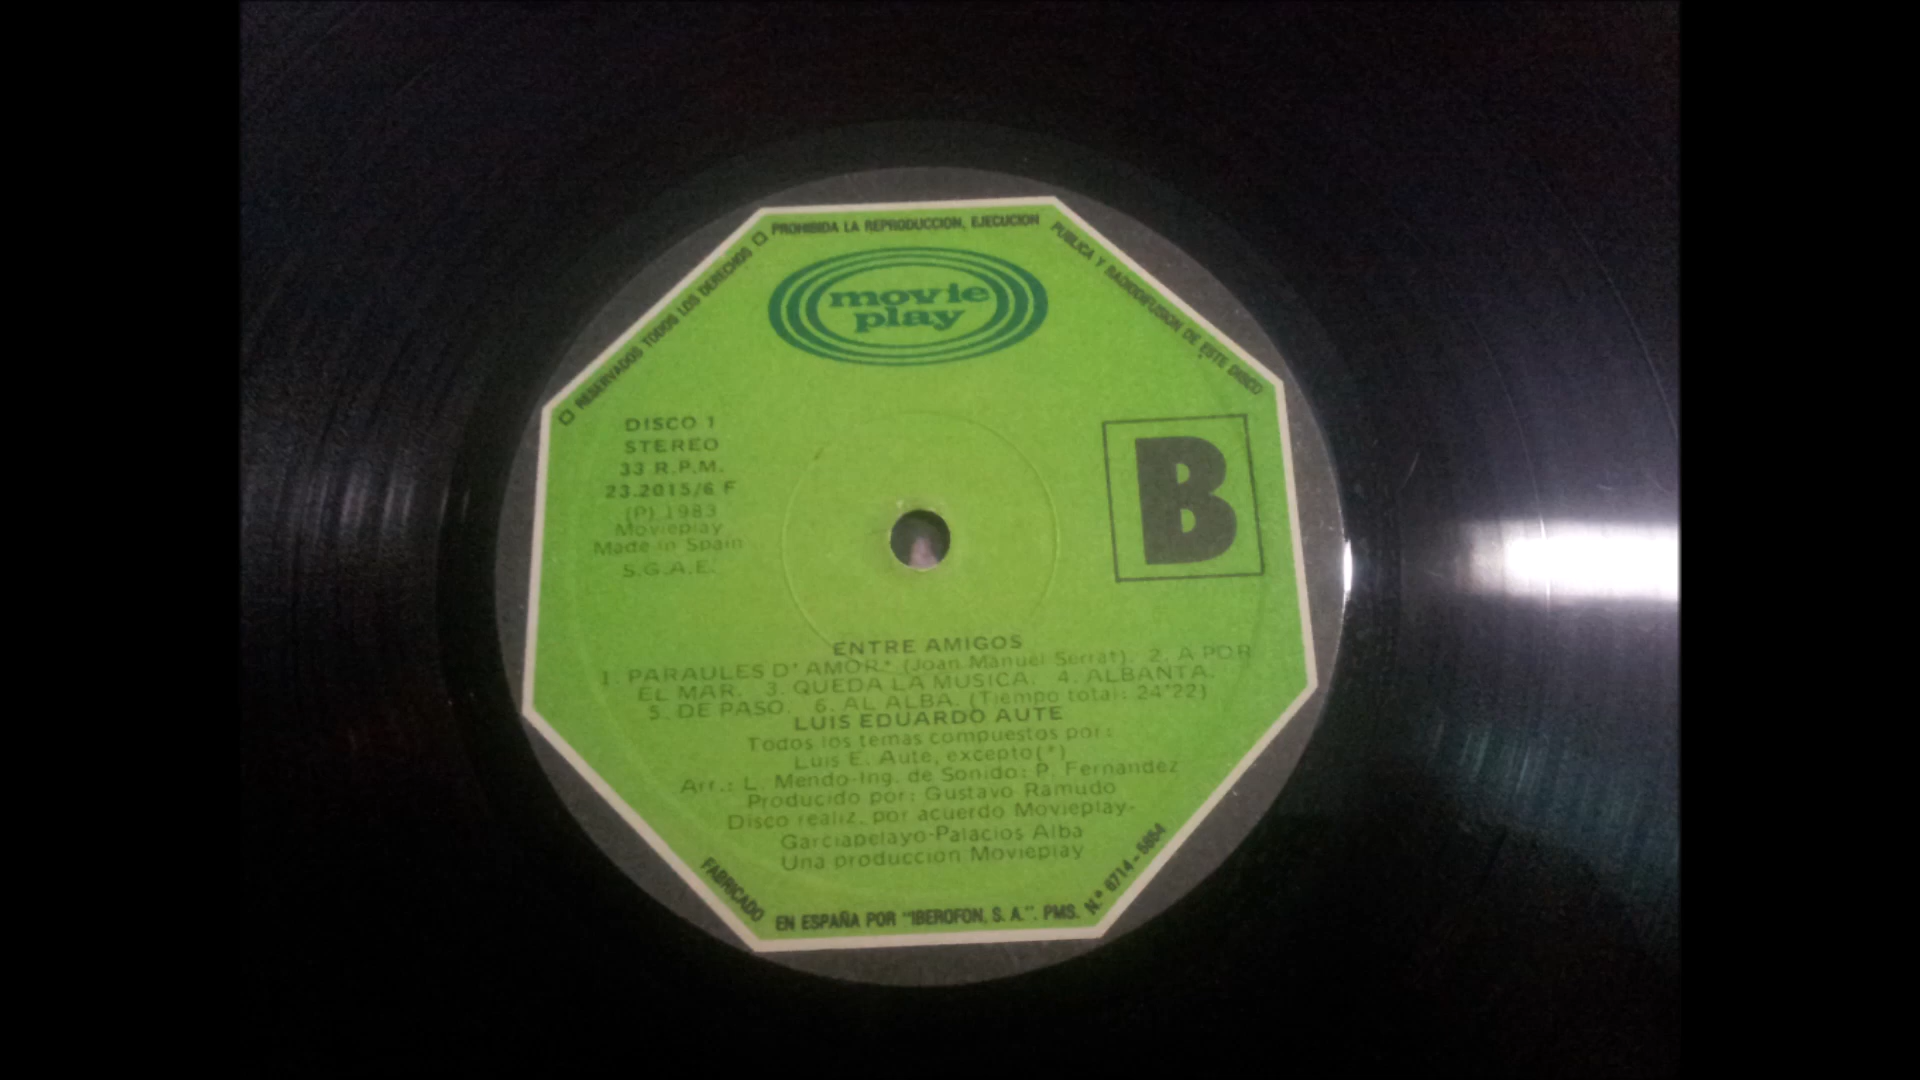 □ RESERVADOS TODOS LOS DERECHOS □ PROHIBIDA LA REPRODUCCION, EJECUCION PUBLICA Y RADIODIFUSION DE ESTE DISCO
movie
play
DISCO 1
STEREO
33 R.P.M.
23.2015/6 F
(P) 1983
Movieplay
Made in Spain
S.G.A.E.
B
ENTRE AMIGOS
1. PARAULES D' AMOR.* (Joan Manuel Serrat). 2. A POR
EL MAR. 3. QUEDA LA MUSICA. 4. ALBANTA.
5. DE PASO. 6. AL ALBA. (Tiempo total: 24'22)
LUIS EDUARDO AUTE
Todos los temas compuestos por:
Luis E. Aute, excepto(*)
Arr.: L. Mendo-Ing. de Sonido: P. Fernandez
Producido por: Gustavo Ramudo
Disco realiz. por acuerdo Movieplay-
Garciapelayo-Palacios Alba
Una produccion Movieplay
FABRICADO EN ESPAÑA POR "IBEROFON, S. A.". PMS. N.º 6714 - 5654